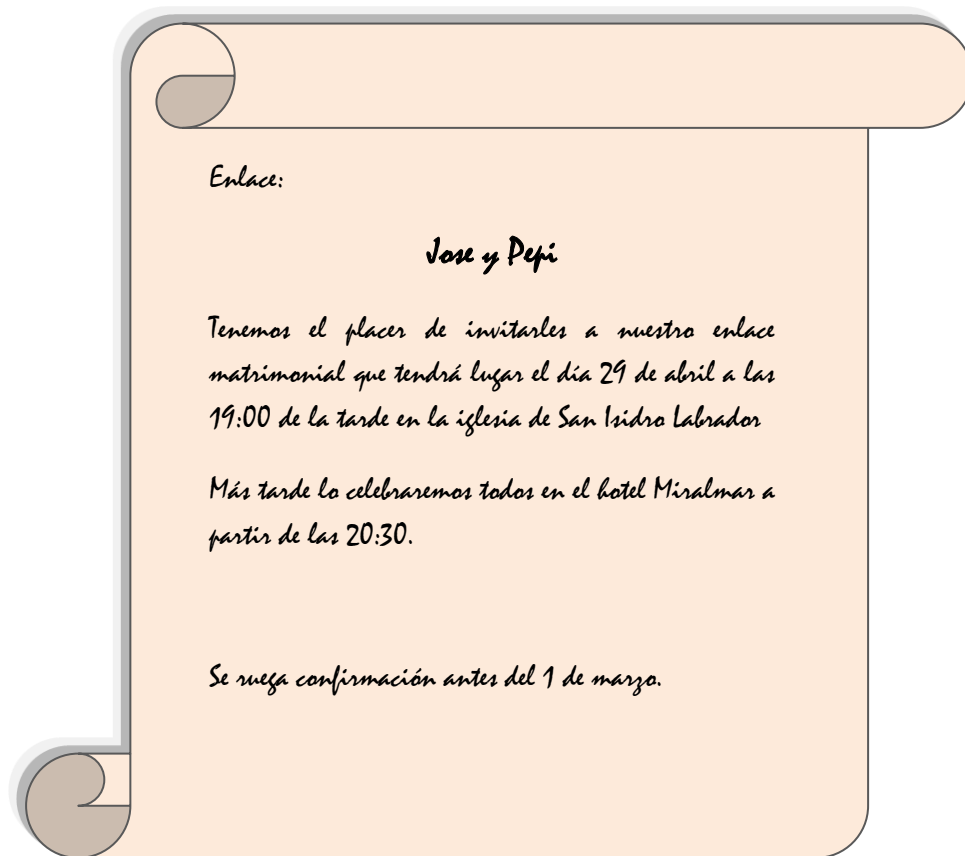 Enlace:
Jose y Pepi
Tenemos el placer de invitarles a nuestro enlace
matrimonial que tendrá lugar el día 29 de abril a las
19:00 de la tarde en la iglesia de San Isidro Labrador
Más tarde lo celebraremos todos en el hotel Miralmar a
partir de las 20:30.
Se ruega confirmación antes del 1 de marzo.